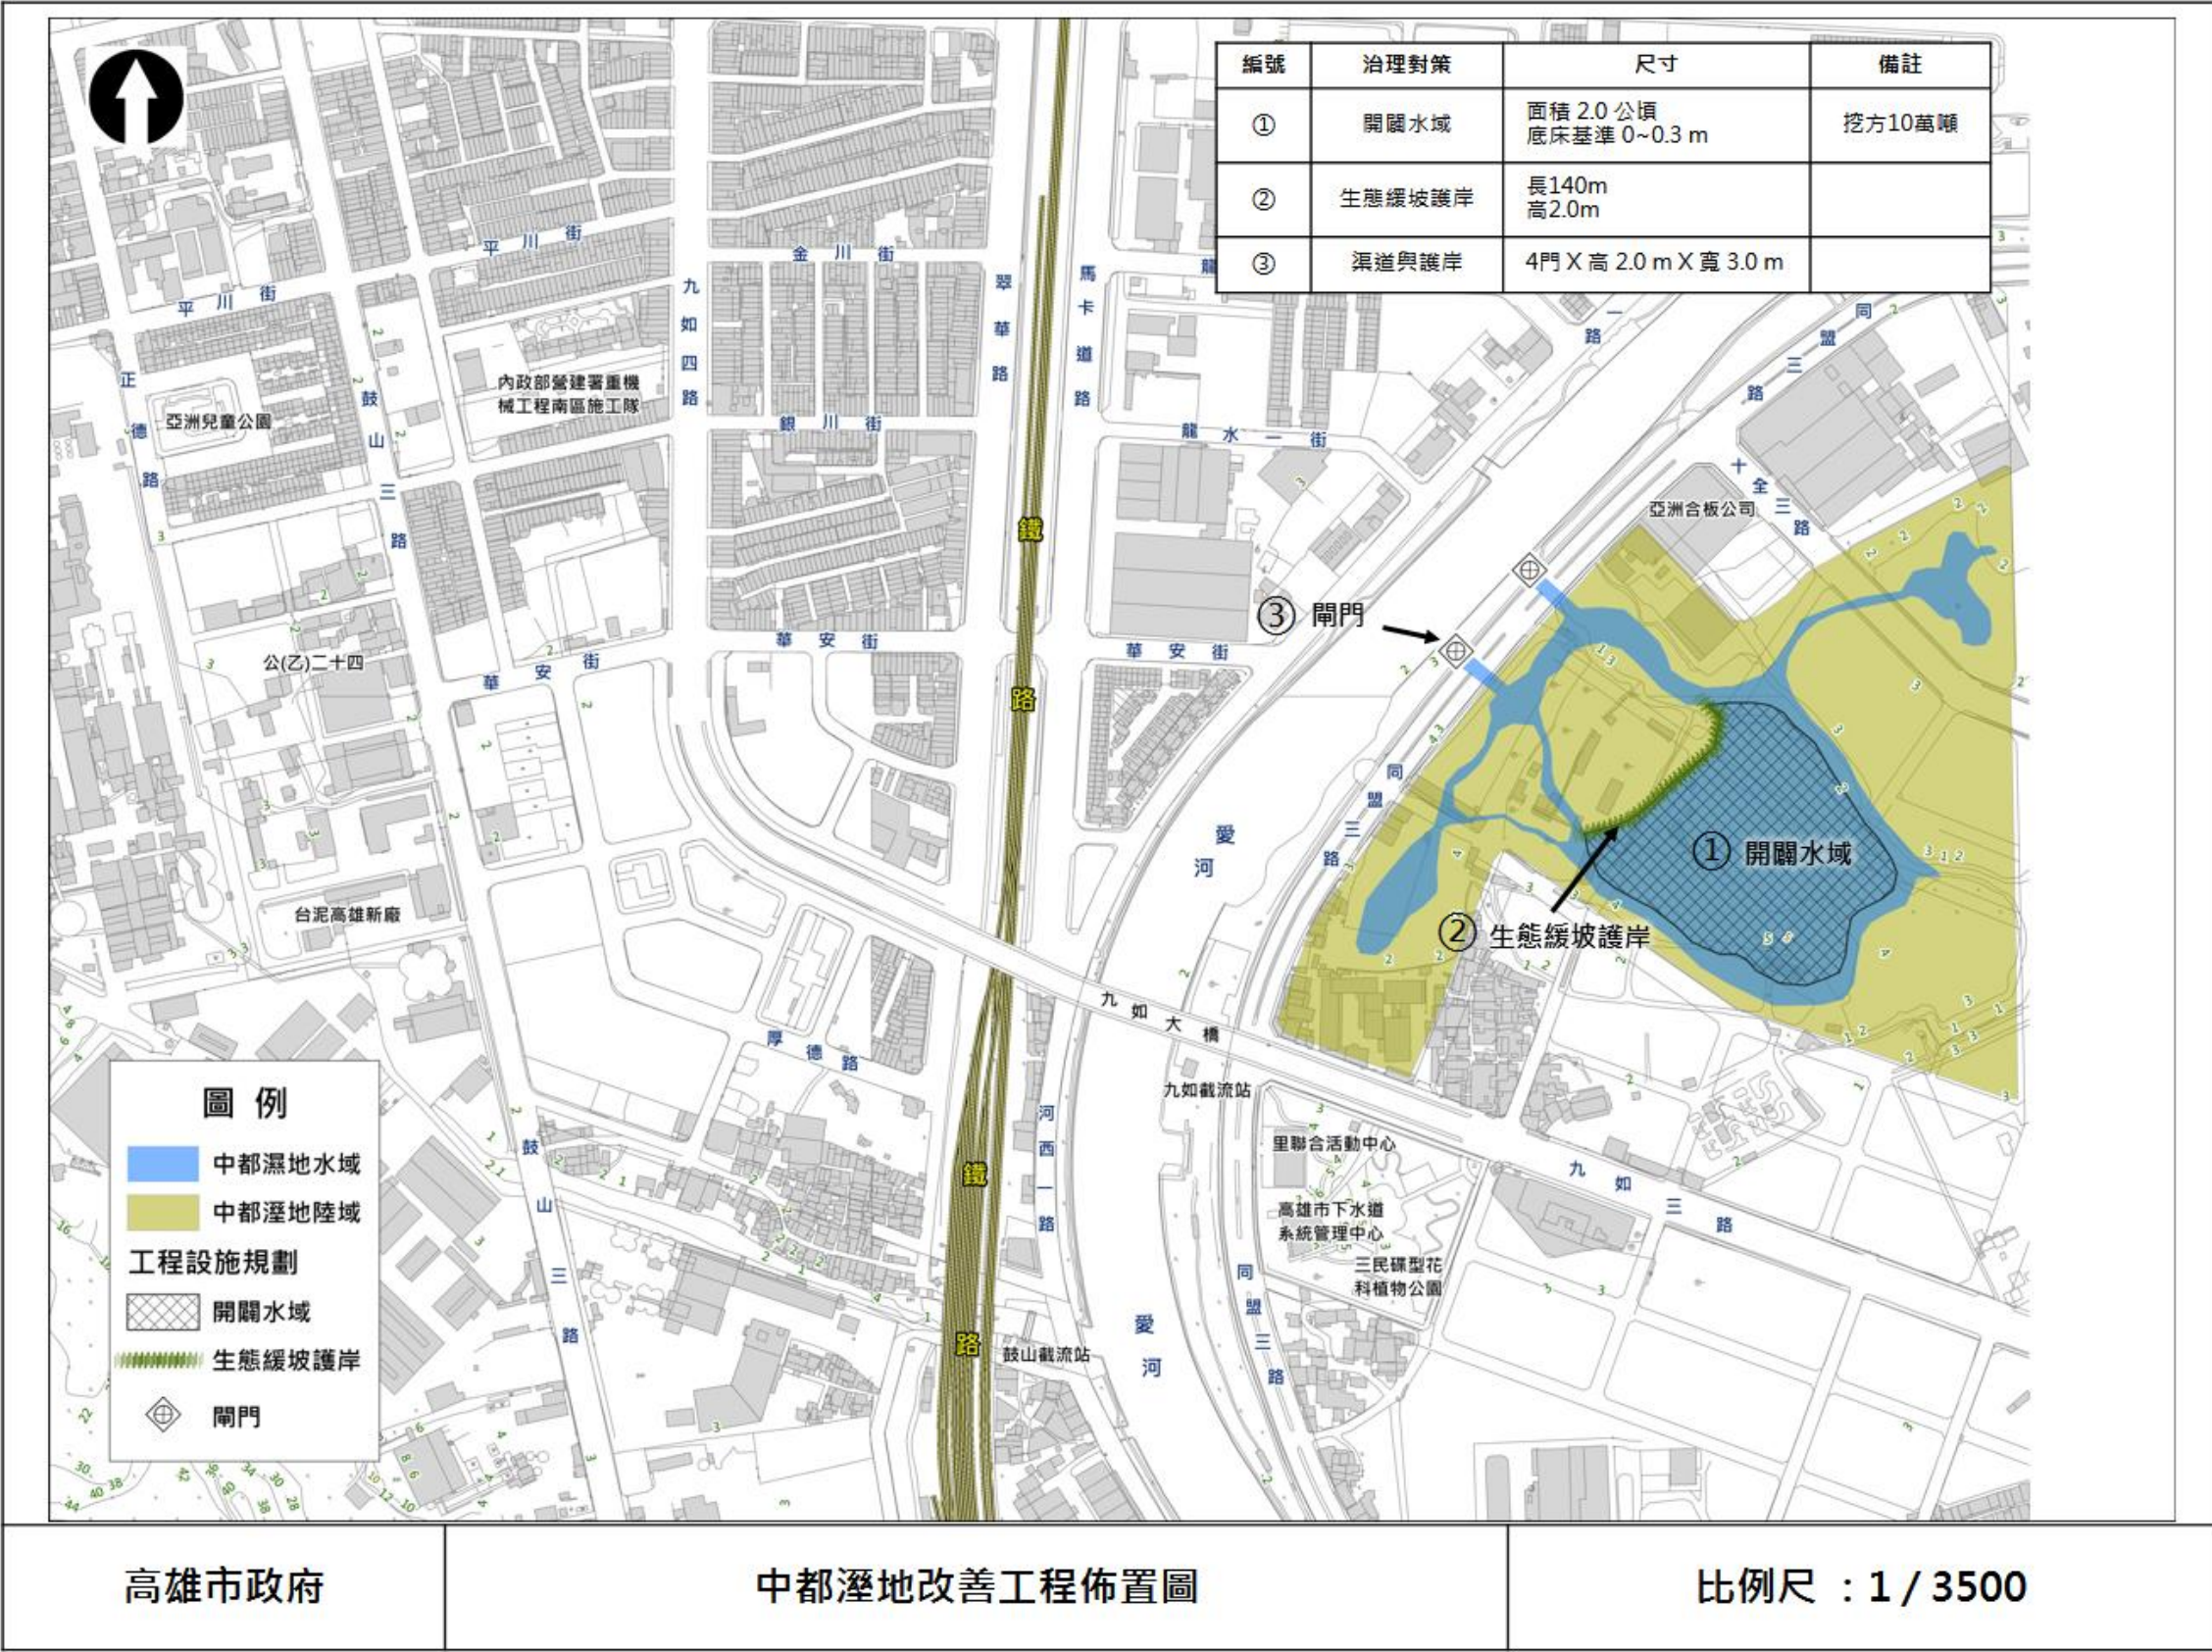 編號 治理對策 尺寸 備註
① 開闢水域 面積 2.0 公頃 挖方10萬噸
底床基準 0~0.3 m
② 生態緩坡護岸 長140m
高2.0m
③ 渠道與護岸 4門 X 高 2.0 m X 寬 3.0 m
平川街
平川街
金川街
銀川街
九如四路
翠華路
馬卡道路
龍
一路
同盟三路
正德路
鼓山三路
亞洲兒童公園
內政部營建署重機
械工程南區施工隊
龍水一街
十全三路
亞洲合板公司
鐵路
③ 閘門
華安街
華安街
華安街
公(乙)二十四
同盟三路
愛河
① 開闢水域
② 生態緩坡護岸
台泥高雄新廠
九如大橋
厚德路
九如截流站
河西一路
里聯合活動中心
九如三路
高雄市下水道
系統管理中心
三民碟型花
科植物公園
同盟三路
鼓山三路
鐵路
鼓山截流站
愛河
圖例
中都濕地水域
中都溼地陸域
工程設施規劃
開闢水域
生態緩坡護岸
閘門
高雄市政府
中都溼地改善工程佈置圖
比例尺 : 1 / 3500